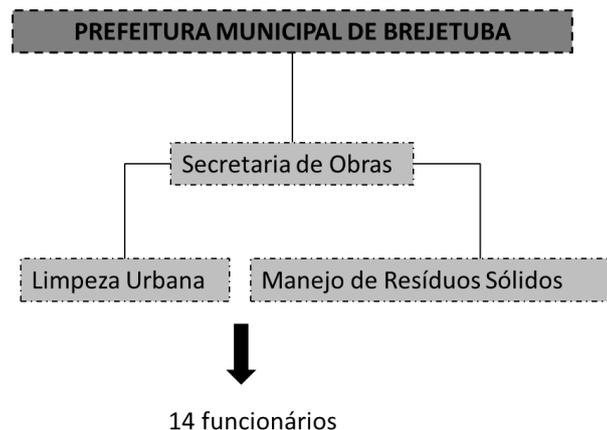 PREFEITURA MUNICIPAL DE BREJETUBA
Secretaria de Obras
Limpeza Urbana
Manejo de Resíduos Sólidos
14 funcionários